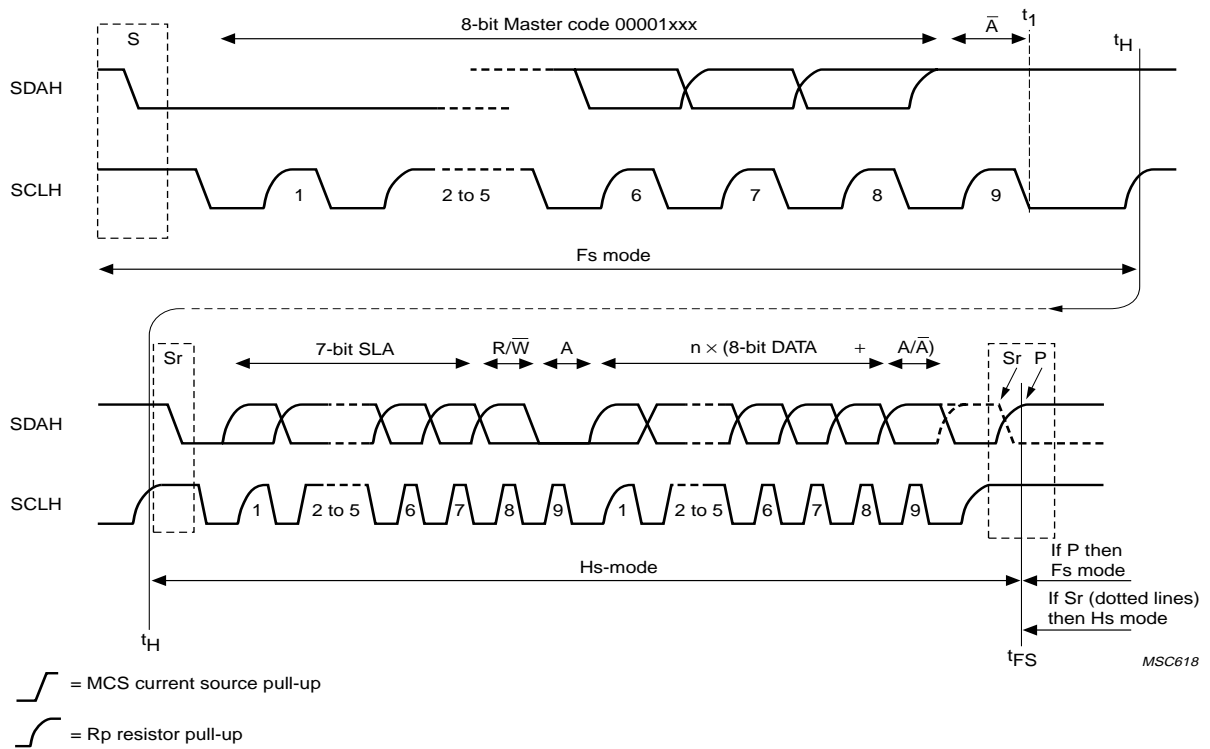 8-bit Master code 00001xxx
A̅
t1
S
tH
SDAH
SCLH
1
2 to 5
6
7
8
9
Fs mode
Sr
7-bit SLA
R/W̅
A
n × (8-bit DATA + A/A̅)
Sr P
SDAH
SCLH
1
2 to 5
6
7
8
9
1
2 to 5
6
7
8
9
If P then
Fs mode
Hs-mode
If Sr (dotted lines)
then Hs mode
tH
tFS
MSC618
= MCS current source pull-up
= Rp resistor pull-up